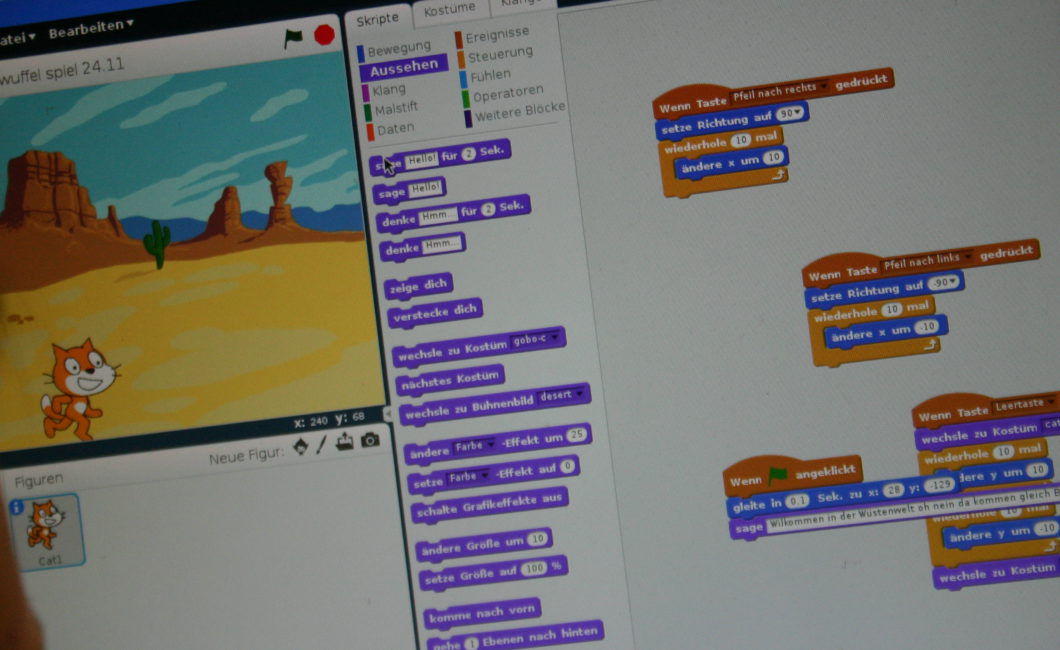 Bearbeiten
wuffel spiel 24.11
x: 240 y: 68
Neue Figur:
Figuren
Cat1
Skripte
Kostüme
Bewegung
Aussehen
Klang
Malstift
Daten
Ereignisse
Steuerung
Fühlen
Operatoren
Weitere Blöcke
Hello! für 2 Sek.
sage Hello!
denke Hmm... für 2 Sek.
denke Hmm...
zeige dich
verstecke dich
wechsle zu Kostüm gobo-c
nächstes Kostüm
wechsle zu Bühnenbild desert
ändere Farbe -Effekt um 25
setze Farbe -Effekt auf 0
schalte Grafikeffekte aus
ändere Größe um 10
setze Größe auf 100 %
komme nach vorn
gehe 1 Ebenen nach hinten
Wenn Taste Pfeil nach rechts gedrückt
setze Richtung auf 90
wiederhole 10 mal
ändere x um 10
Wenn Taste Pfeil nach links gedrückt
setze Richtung auf -90
wiederhole 10 mal
ändere x um -10
Wenn angeklickt
gleite in 0.1 Sek. zu x: 28 y: -129
sage Willkommen in der Wüstenwelt oh nein da kommen gleich
Wenn Taste Leertaste
wechsle zu Kostüm
wiederhole 10 mal
dere y um 10
wiederhole 10 mal
ändere y um -10
wechsle zu Kostüm